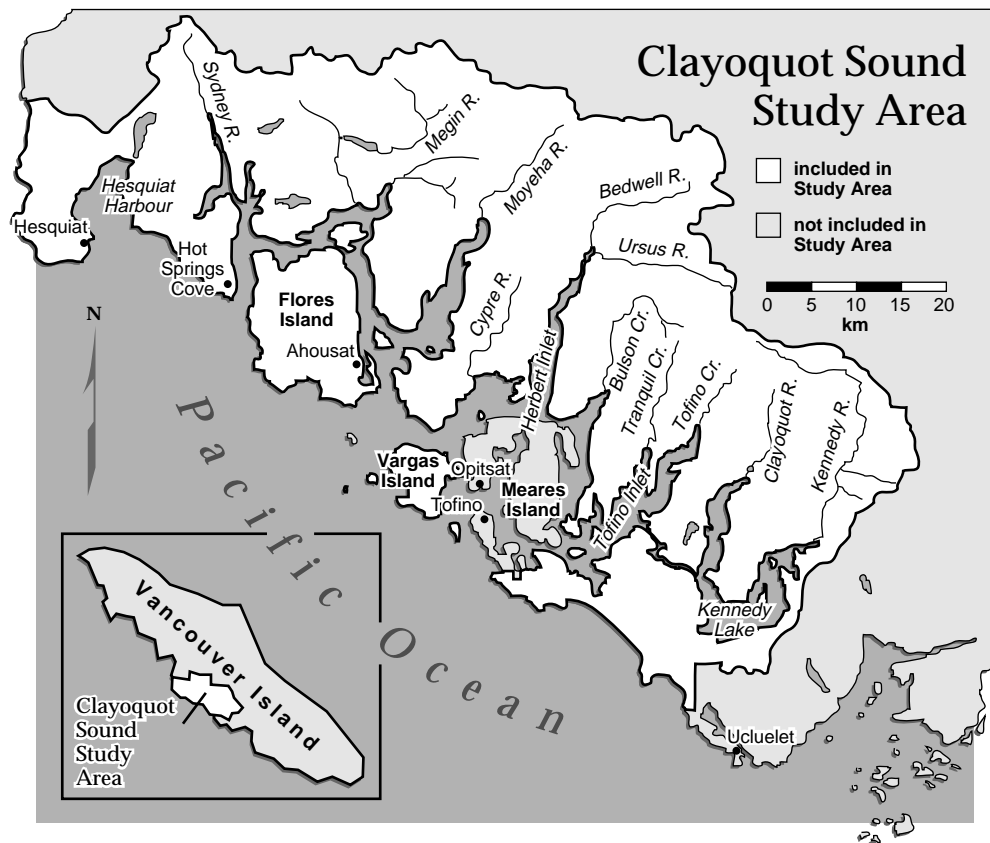 Clayoquot Sound
Study Area
included in
Study Area
not included in
Study Area
0 5 10 15 20
km
Sydney R.
Megin R.
Moyeha R.
Bedwell R.
Ursus R.
Hesquiat
Harbour
Hesquiat
Hot
Springs
Cove
Flores
Island
Ahousat
Cypre R.
Herbert Inlet
Bulson Cr.
Tranquil Cr.
Tofino Cr.
Clayoquot R.
Kennedy R.
N
Vargas
Island
Opitsat
Meares
Island
Tofino
Tofino Inlet
Kennedy
Lake
Ucluelet
Pacific Ocean
Vancouver Island
Clayoquot
Sound
Study
Area